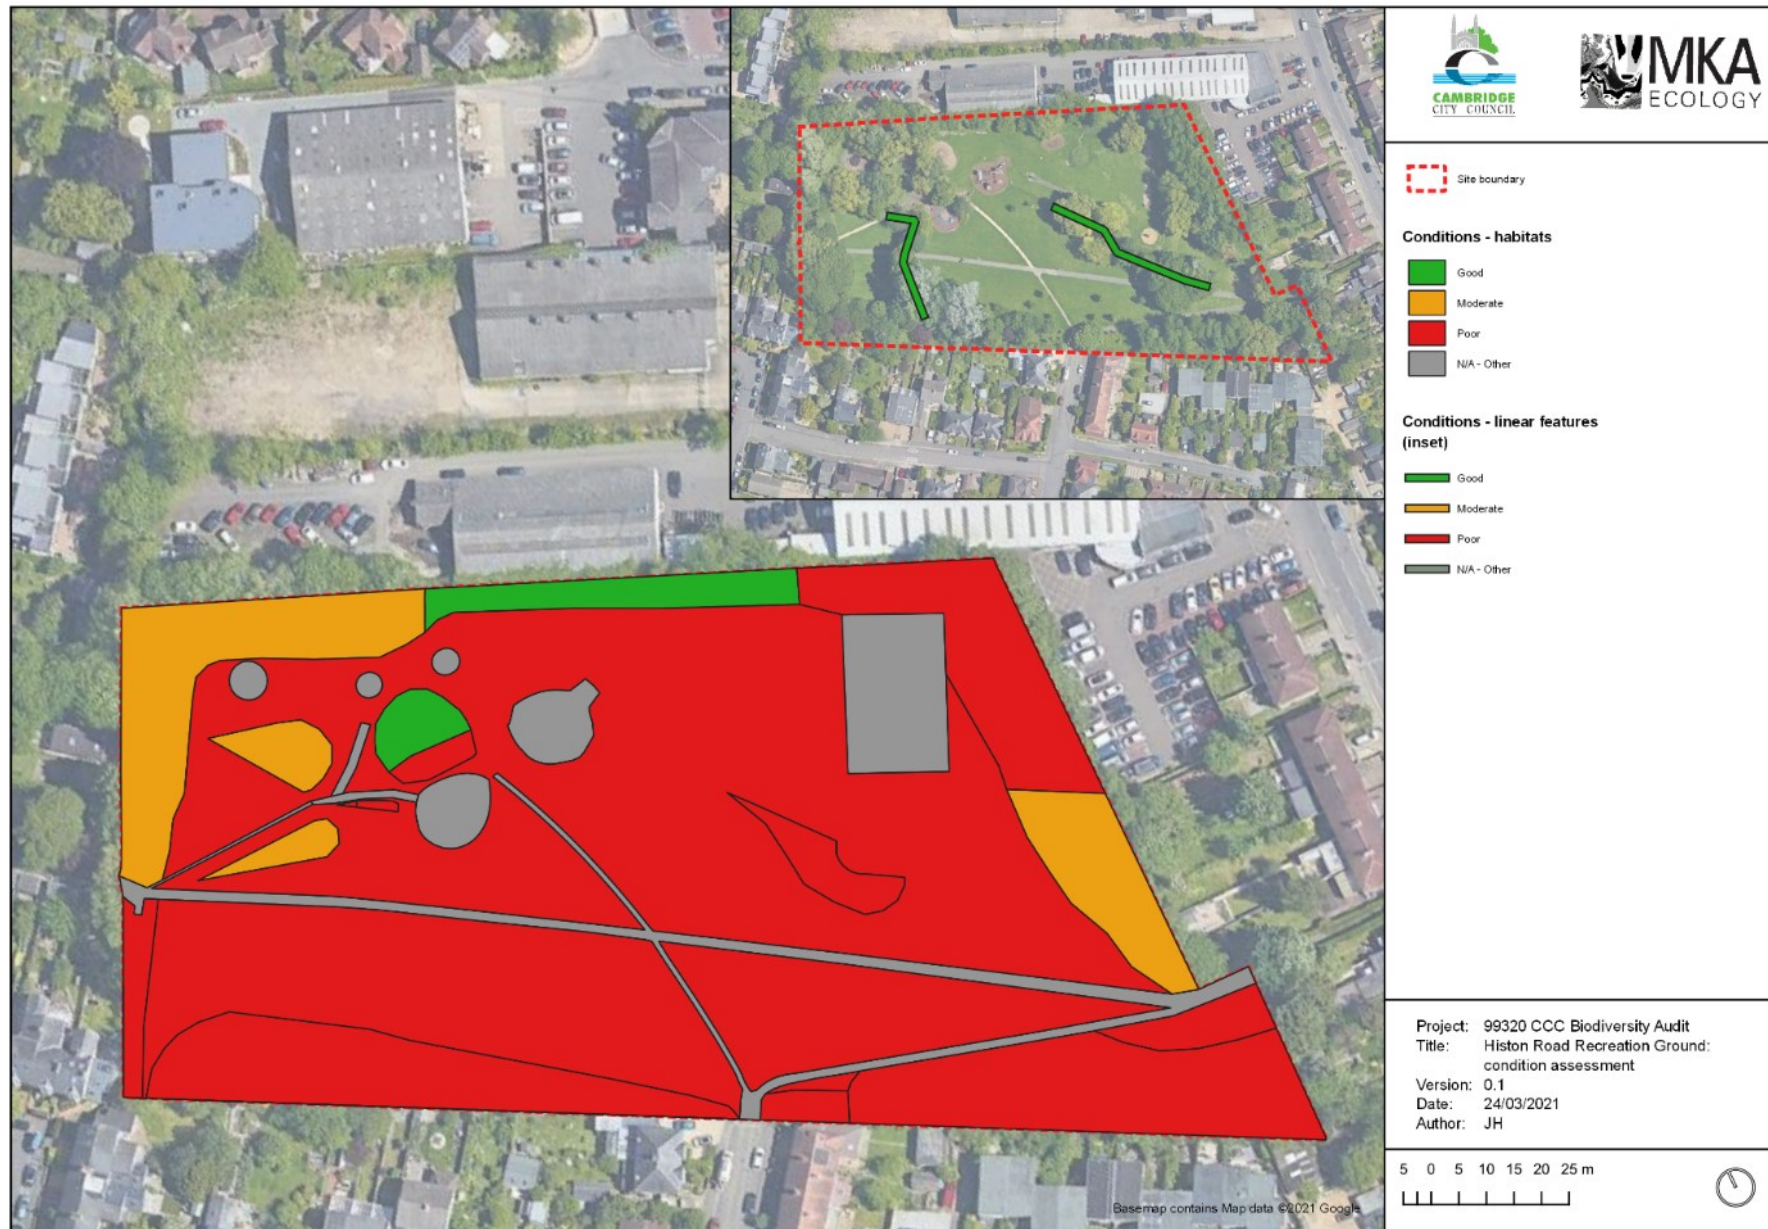 CAMBRIDGE
CITY COUNCIL
MKA
ECOLOGY
Site boundary
Conditions - habitats
Good
Moderate
Poor
N/A - Other
Conditions - linear features
(inset)
Good
Moderate
Poor
N/A - Other
Project: 99320 CCC Biodiversity Audit
Title: Histon Road Recreation Ground:
condition assessment
Version: 0.1
Date: 24/03/2021
Author: JH
5 0 5 10 15 20 25 m
Basemap contains Map data ©2021 Google